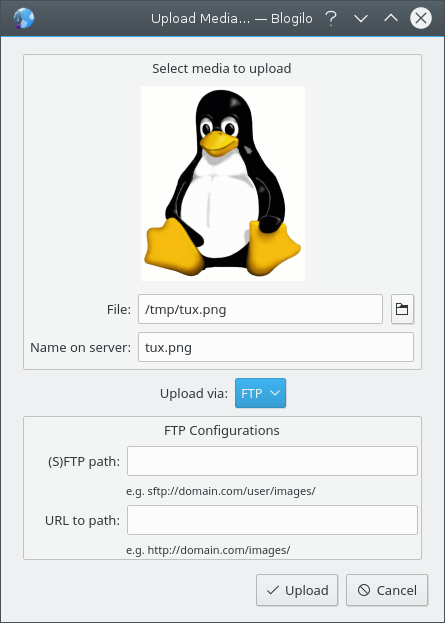 Upload Media... — Blogilo
Select media to upload
File: /tmp/tux.png
Name on server: tux.png
Upload via: FTP
FTP Configurations
(S)FTP path:
e.g. sftp://domain.com/user/images/
URL to path:
e.g. http://domain.com/images/
Upload Cancel